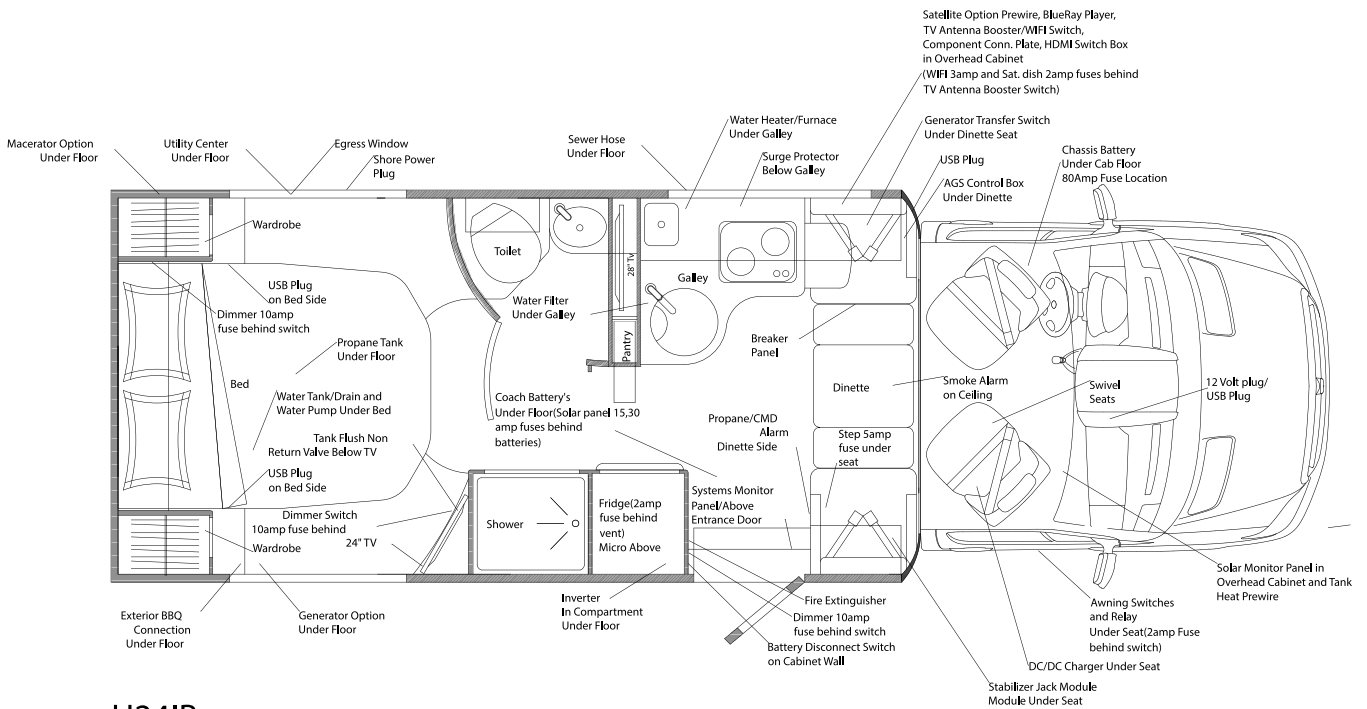 Satellite Option Prewire, BlueRay Player,
TV Antenna Booster/WIFI Switch,
Component Conn. Plate, HDMI Switch Box
in Overhead Cabinet
(WIFI 3amp and Sat. dish 2amp fuses behind
TV Antenna Booster Switch)
Macerator Option
Under Floor
Utility Center
Under Floor
Egress Window
Shore Power
Plug
Sewer Hose
Under Floor
Water Heater/Furnace
Under Galley
Surge Protector
Below Galley
Generator Transfer Switch
Under Dinette Seat
USB Plug
AGS Control Box
Under Dinette
Chassis Battery
Under Cab Floor
80Amp Fuse Location
Wardrobe
Toilet
28" Tv
Galley
USB Plug
on Bed Side
Dimmer 10amp
fuse behind switch
Water Filter
Under Galley
Propane Tank
Under Floor
Pantry
Breaker
Panel
Bed
Dinette
Smoke Alarm
on Ceiling
Swivel
Seats
12 Volt plug/
USB Plug
Water Tank/Drain and
Water Pump Under Bed
Coach Battery's
Under Floor(Solar panel 15,30
amp fuses behind
batteries)
Propane/CMD
Alarm
Dinette Side
Step 5amp
fuse under
seat
Tank Flush Non
Return Valve Below TV
USB Plug
on Bed Side
Dimmer Switch
10amp fuse behind
24" TV
Shower
Fridge(2amp
fuse behind
vent)
Micro Above
Systems Monitor
Panel/Above
Entrance Door
Wardrobe
Exterior BBQ
Connection
Under Floor
Generator Option
Under Floor
Inverter
In Compartment
Under Floor
Fire Extinguisher
Dimmer 10amp
fuse behind switch
Battery Disconnect Switch
on Cabinet Wall
Solar Monitor Panel in
Overhead Cabinet and Tank
Heat Prewire
Awning Switches
and Relay
Under Seat(2amp Fuse
behind switch)
DC/DC Charger Under Seat
Stabilizer Jack Module
Module Under Seat